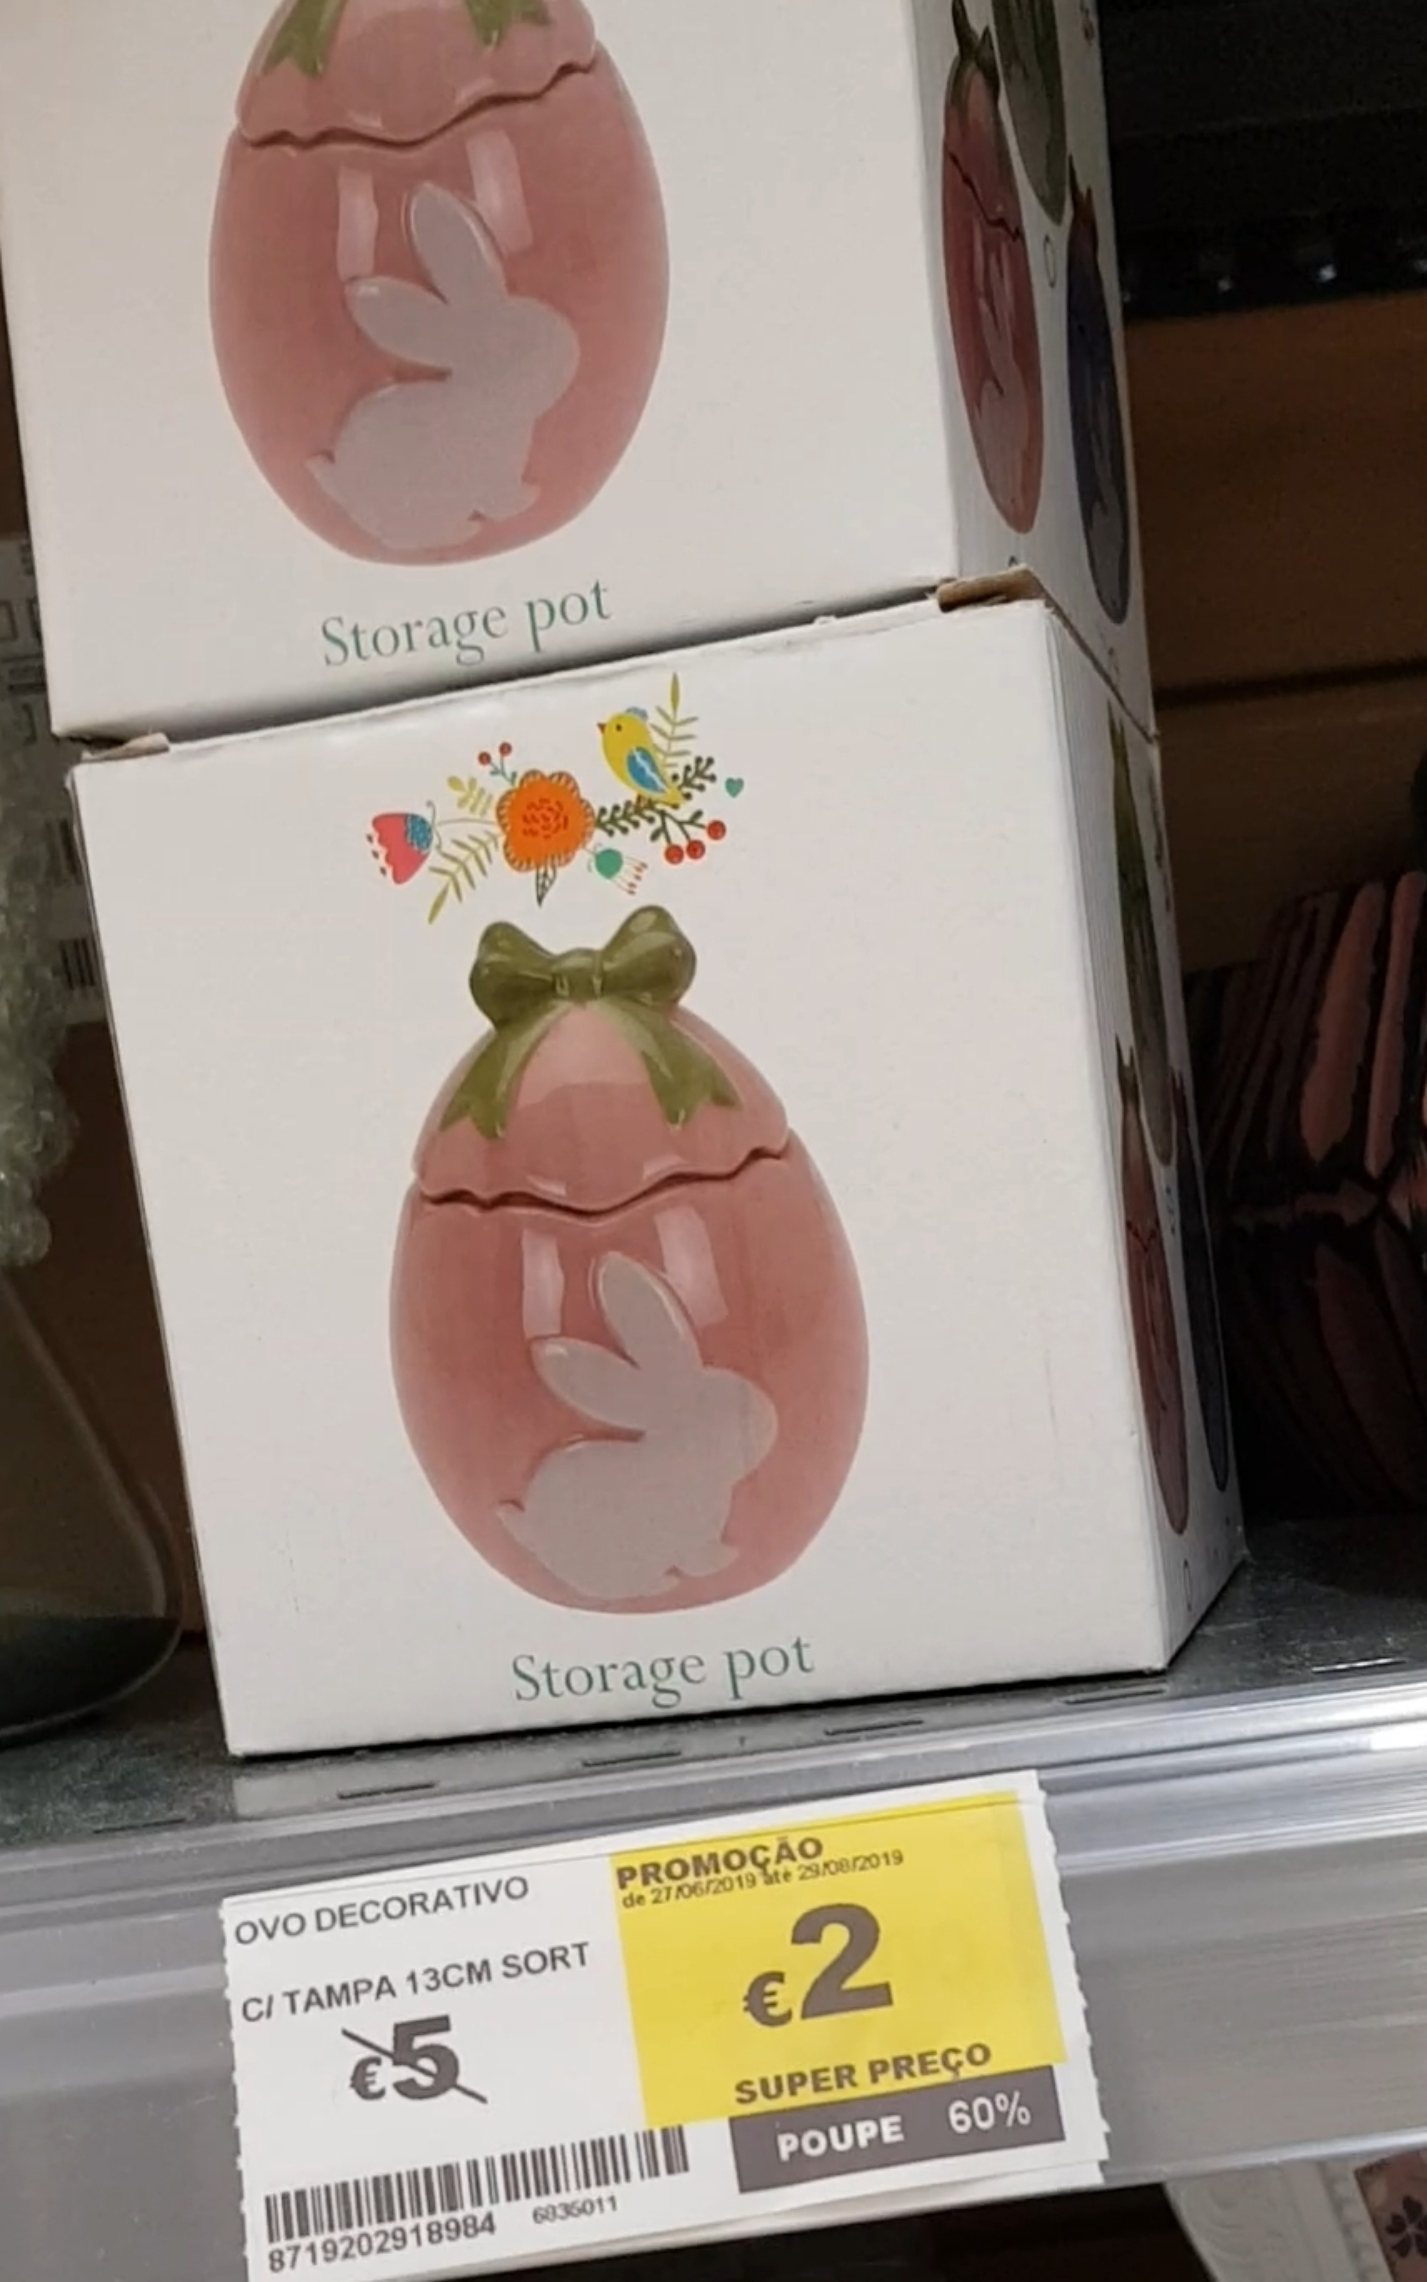 Storage pot
Storage pot
OVO DECORATIVO
C/ TAMPA 13CM SORT
€5
PROMOÇÃO
de 27/06/2019 até 29/08/2019
€2
SUPER PREÇO
POUPE 60%
8719202918984
6835011